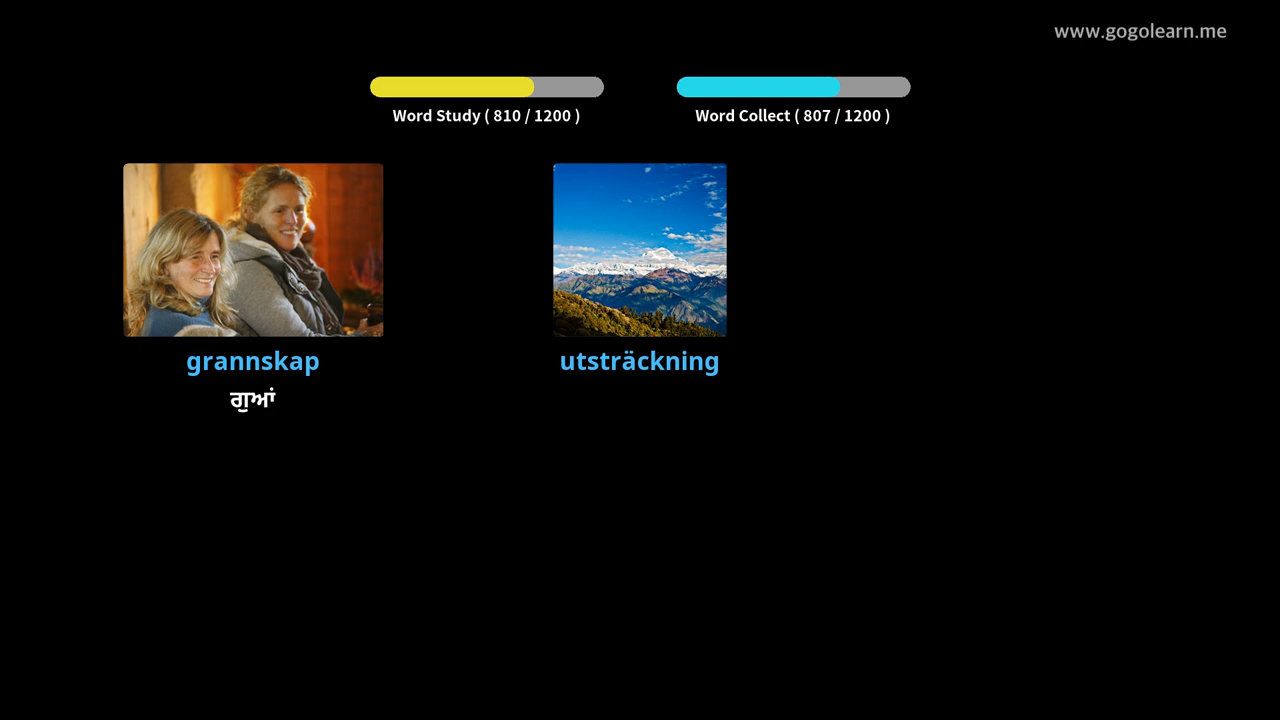 www.gogolearn.me
Word Study ( 810 / 1200 )
Word Collect ( 807 / 1200 )
grannskap
utsträckning
ਗੁਆਂ